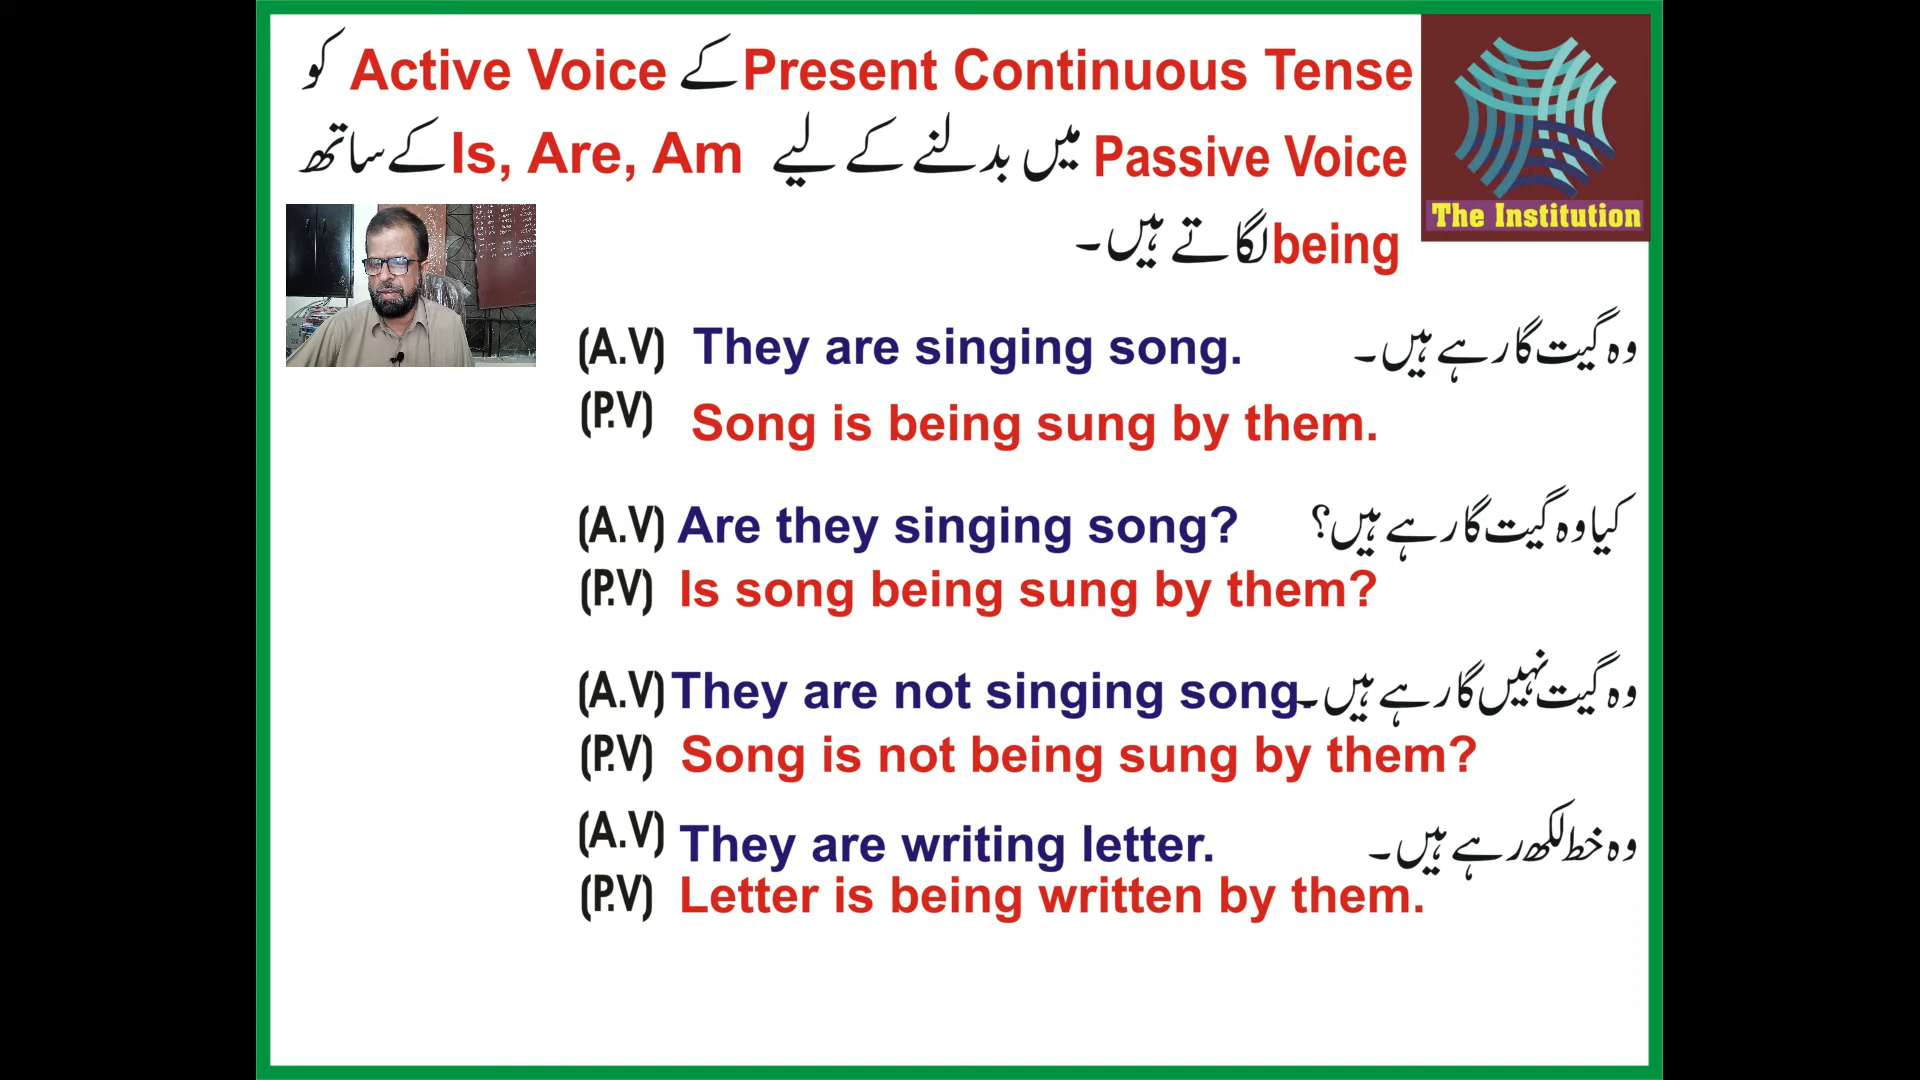 Present Continuous Tense کے Active Voice کو
Passive Voice میں بدلنے کے لیے Is, Are, Am کے ساتھ
being لگاتے ہیں۔
The Institution
(A.V) They are singing song. وہ گیت گا رہے ہیں۔
(P.V) Song is being sung by them.
(A.V) Are they singing song? کیا وہ گیت گا رہے ہیں؟
(P.V) Is song being sung by them?
(A.V) They are not singing song. وہ گیت نہیں گا رہے ہیں۔
(P.V) Song is not being sung by them?
(A.V) They are writing letter. وہ خط لکھ رہے ہیں۔
(P.V) Letter is being written by them.